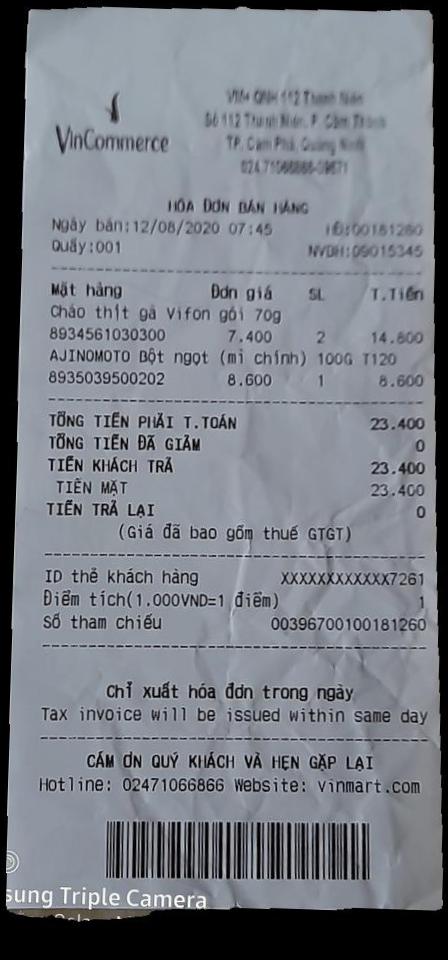 VinCommerce
VM+ QNH 112 Thanh Niên
Số 112 Thanh Niên, P. Cẩm Thành
TP. Cẩm Phả, Quảng Ninh
HÓA ĐƠN BÁN HÀNG
Ngày bán:12/08/2020 07:45 HĐ:00181260
Quầy:001 NVBH:09015345
Mặt hàng Đơn giá SL T.Tiền
Cháo thịt gà Vifon gói 70g
8934561030300 7.400 2 14.800
AJINOMOTO Bột ngọt (mì chính) 100G T120
8935039500202 8.600 1 8.600
TỔNG TIỀN PHẢI T.TOÁN 23.400
TỔNG TIỀN ĐÃ GIẢM 0
TIỀN KHÁCH TRẢ 23.400
TIỀN MẶT 23.400
TIỀN TRẢ LẠI 0
(Giá đã bao gồm thuế GTGT)
ID thẻ khách hàng XXXXXXXXXXXX7261
Điểm tích(1.000VND=1 điểm) 1
Số tham chiếu 00396700100181260
Chỉ xuất hóa đơn trong ngày
Tax invoice will be issued within same day
CẢM ƠN QUÝ KHÁCH VÀ HẸN GẶP LẠI
Hotline: 02471066866 Website: vinmart.com
sung Triple Camera